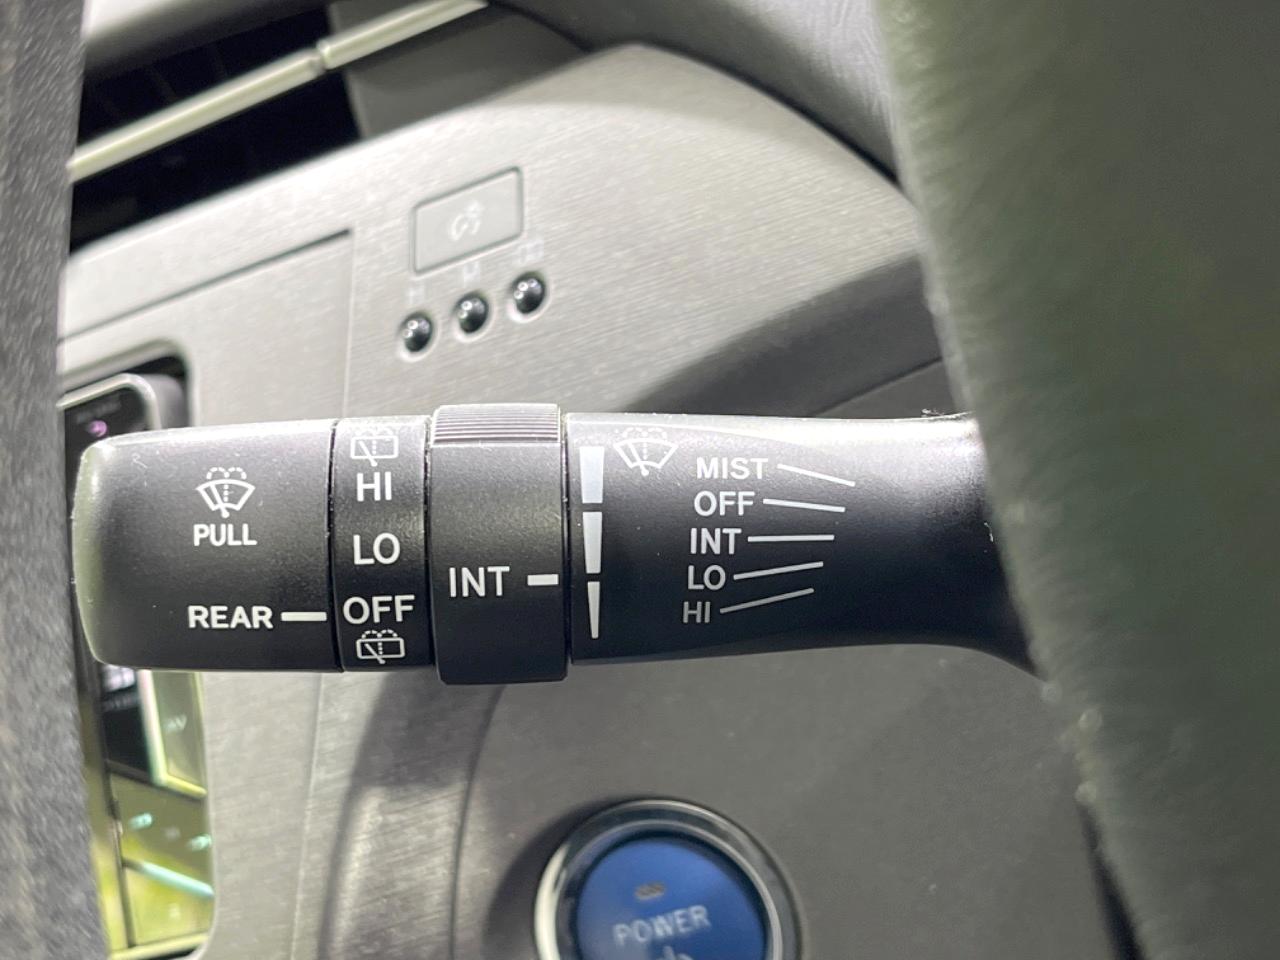 PULL
REAR
HI
LO
OFF
INT
MIST
OFF
INT
LO
HI
POWER